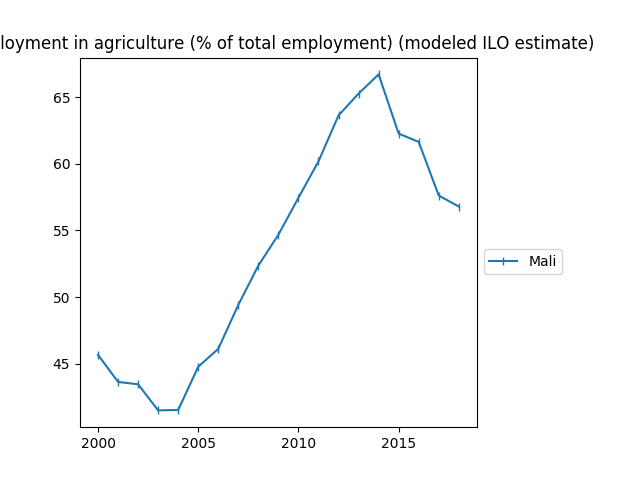 loyment in agriculture (% of total employment) (modeled ILO estimate)
65
60
55
50
45
Mali
2000 2005 2010 2015